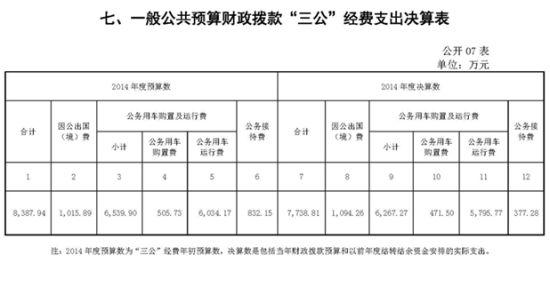 七、一般公共预算财政拨款“三公”经费支出决算表
公开 07 表
单位：万元
2014 年度预算数 2014 年度决算数
合计 因公出国（境）费 公务用车购置及运行费 公务接待费 合计 因公出国（境）费 公务用车购置及运行费 公务接待费
小计 公务用车购置费 公务用车运行费 小计 公务用车购置费 公务用车运行费
1 2 3 4 5 6 7 8 9 10 11 12
8,387.94 1,015.89 6,539.90 505.73 6,034.17 832.15 7,738.81 1,094.26 6,267.27 471.50 5,795.77 377.28
注：2014 年度预算数为“三公”经费年初预算数，决算数是包括当年财政拨款预算和以前年度结转结余资金安排的实际支出。